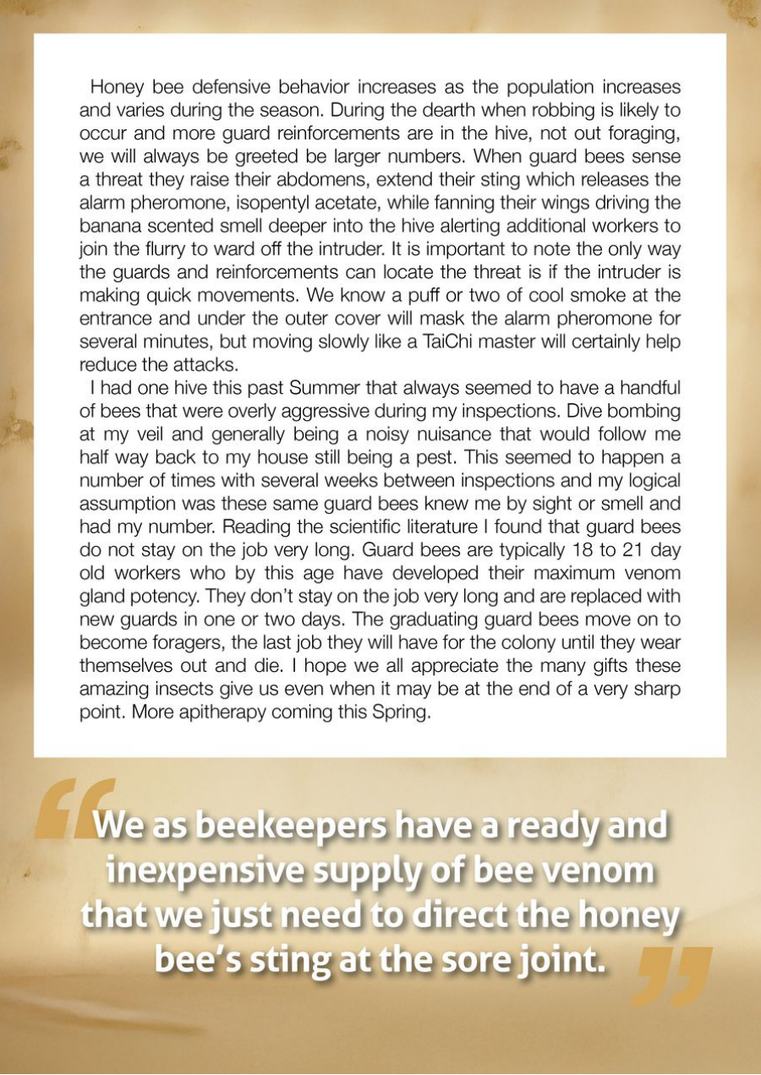 Honey bee defensive behavior increases as the population increases
and varies during the season. During the dearth when robbing is likely to
occur and more guard reinforcements are in the hive, not out foraging,
we will always be greeted be larger numbers. When guard bees sense
a threat they raise their abdomens, extend their sting which releases the
alarm pheromone, isopentyl acetate, while fanning their wings driving the
banana scented smell deeper into the hive alerting additional workers to
join the flurry to ward off the intruder. It is important to note the only way
the guards and reinforcements can locate the threat is if the intruder is
making quick movements. We know a puff or two of cool smoke at the
entrance and under the outer cover will mask the alarm pheromone for
several minutes, but moving slowly like a TaiChi master will certainly help
reduce the attacks.
I had one hive this past Summer that always seemed to have a handful
of bees that were overly aggressive during my inspections. Dive bombing
at my veil and generally being a noisy nuisance that would follow me
half way back to my house still being a pest. This seemed to happen a
number of times with several weeks between inspections and my logical
assumption was these same guard bees knew me by sight or smell and
had my number. Reading the scientific literature I found that guard bees
do not stay on the job very long. Guard bees are typically 18 to 21 day
old workers who by this age have developed their maximum venom
gland potency. They don't stay on the job very long and are replaced with
new guards in one or two days. The graduating guard bees move on to
become foragers, the last job they will have for the colony until they wear
themselves out and die. I hope we all appreciate the many gifts these
amazing insects give us even when it may be at the end of a very sharp
point. More apitherapy coming this Spring.
“We as beekeepers have a ready and
inexpensive supply of bee venom
that we just need to direct the honey
bee's sting at the sore joint.”